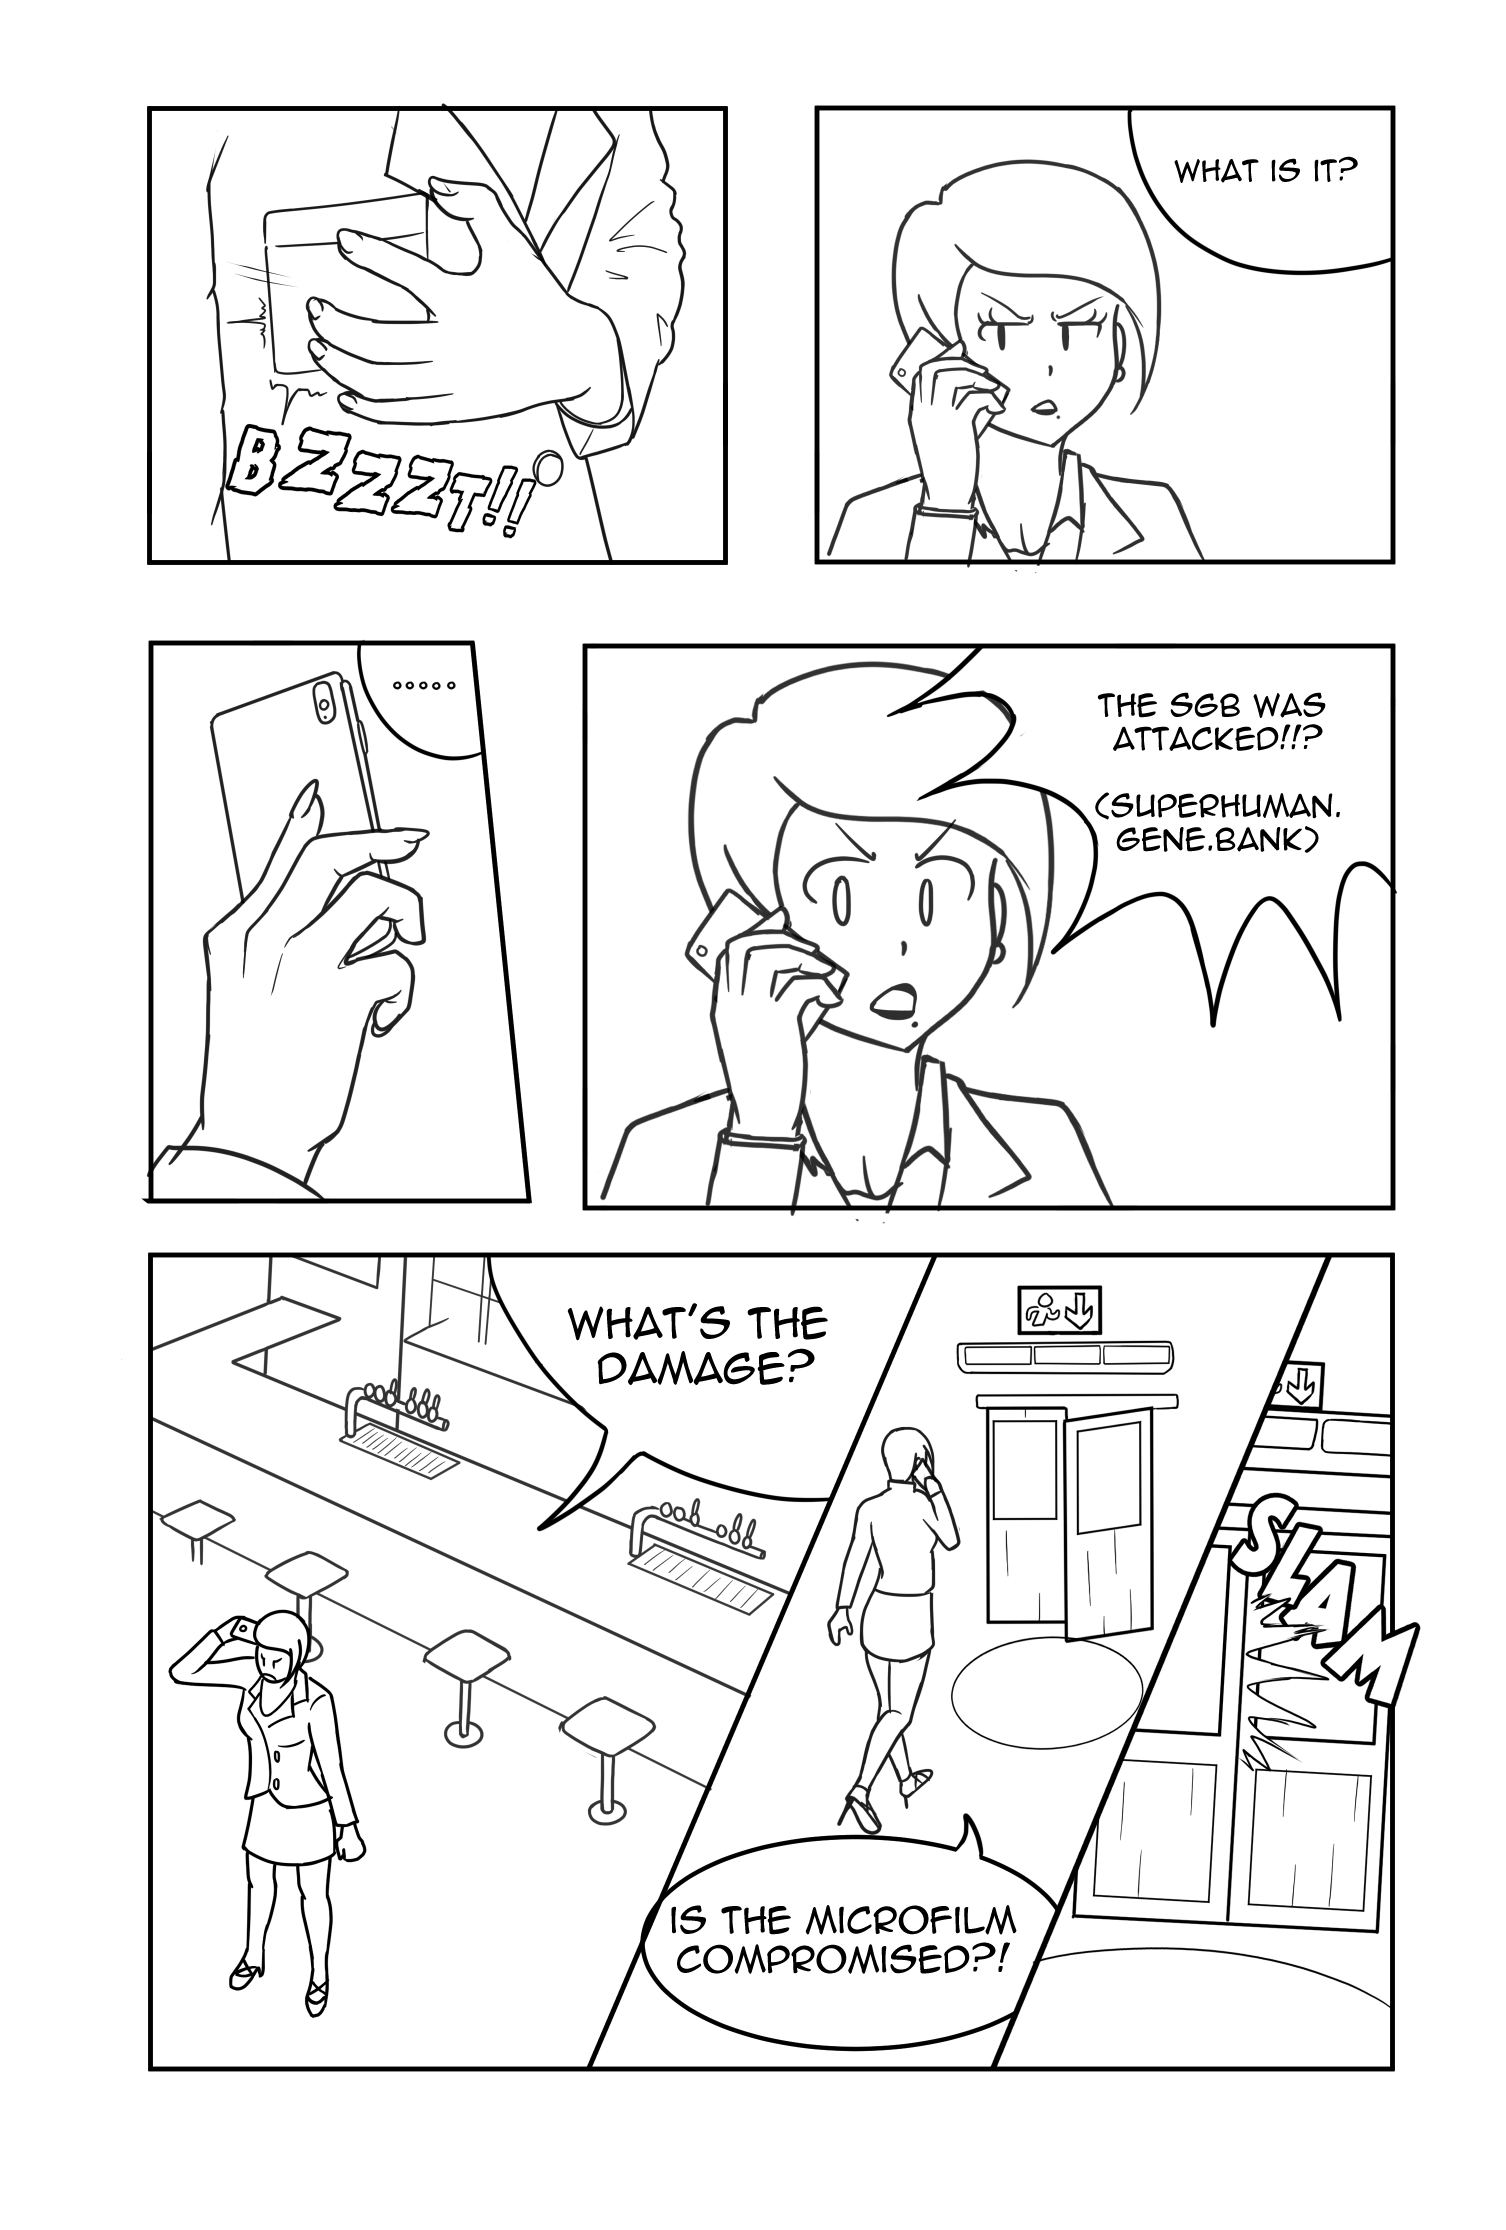 BZZZT!!
WHAT IS IT?
.....
THE SGB WAS
ATTACKED!!?
(SUPERHUMAN.
GENE.BANK)
WHAT'S THE
DAMAGE?
IS THE MICROFILM
COMPROMISED?!
SLAM